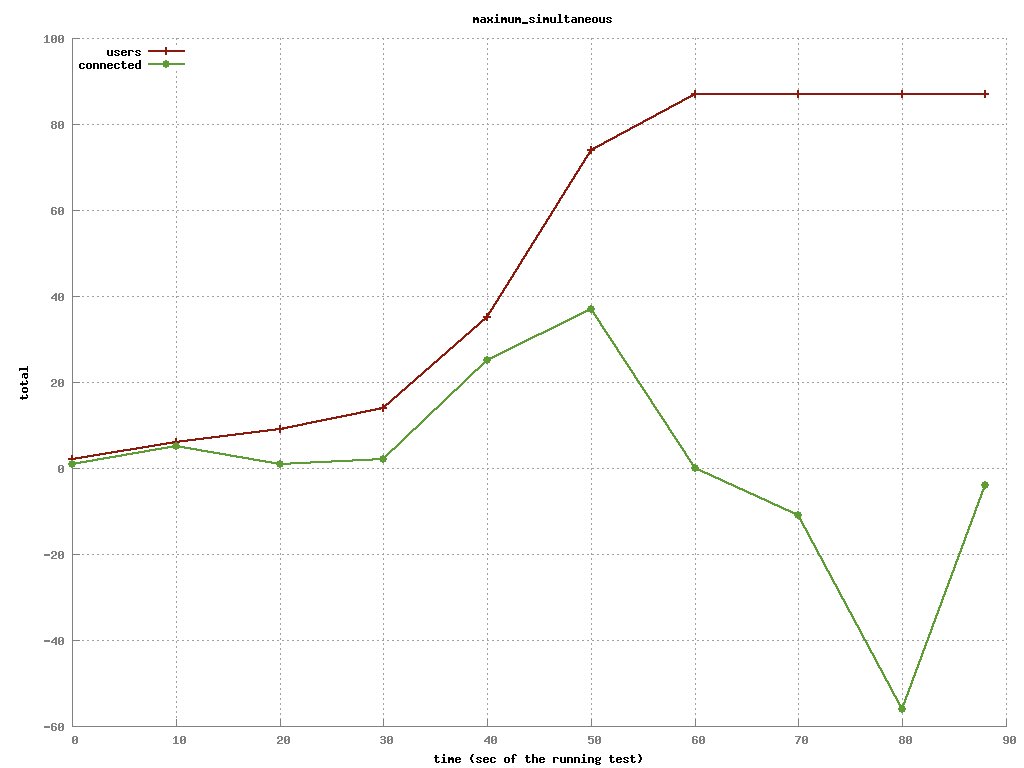 maximum_simultaneous
100
users
connected
80
60
40
20
0
-20
-40
-60
total
0 10 20 30 40 50 60 70 80 90
time (sec of the running test)